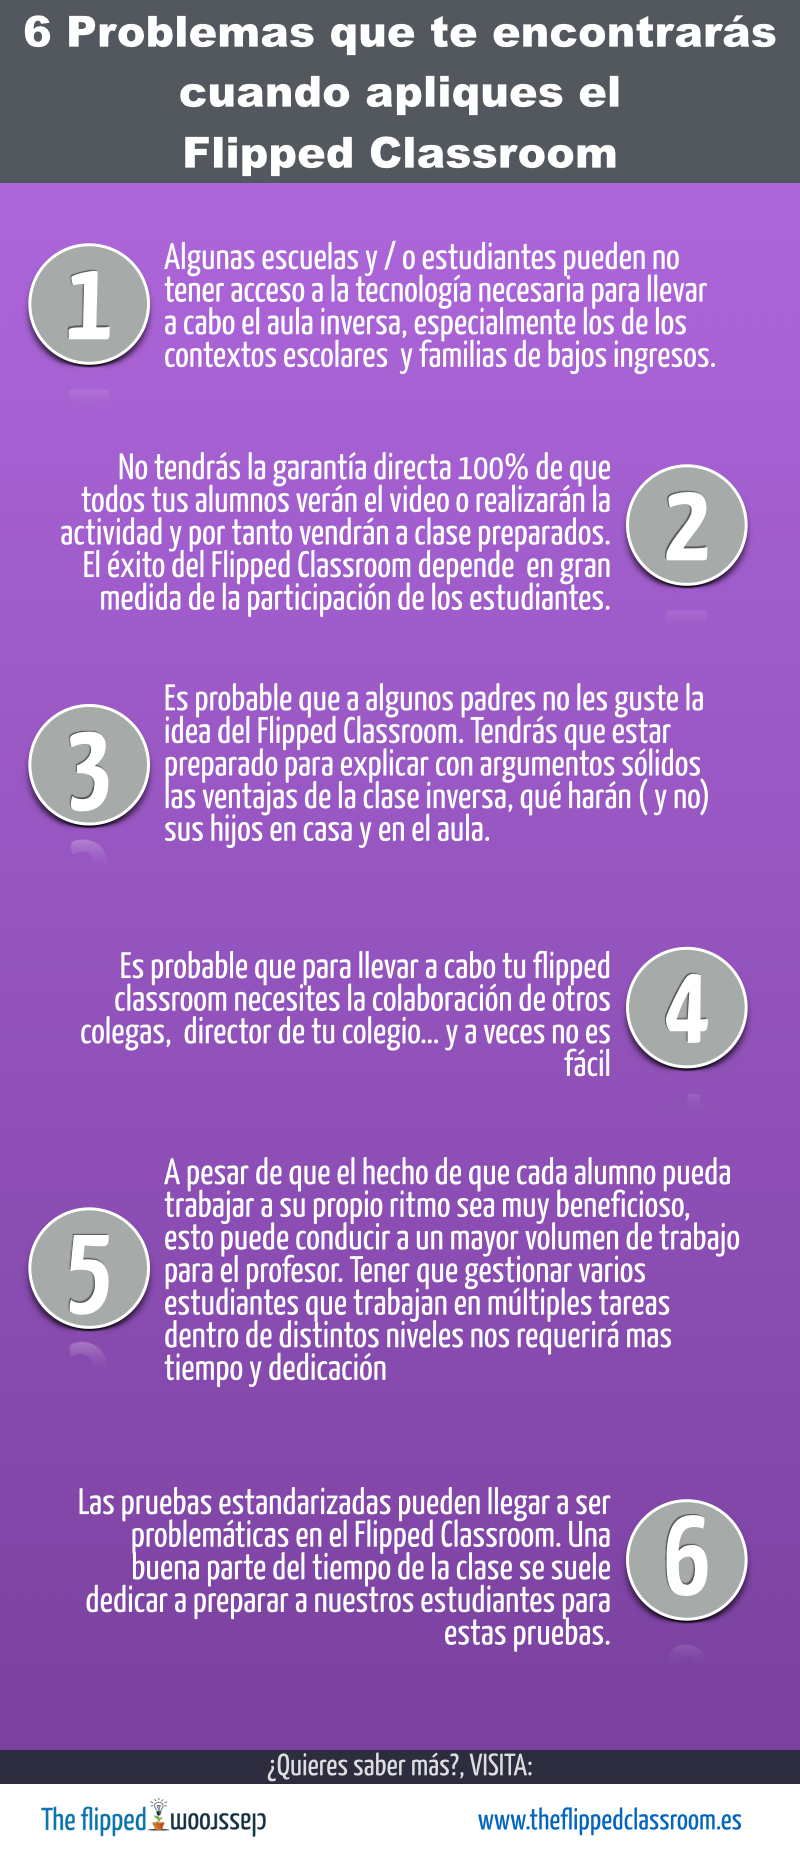 6 Problemas que te encontrarás
cuando apliques el
Flipped Classroom
1
Algunas escuelas y / o estudiantes pueden no
tener acceso a la tecnología necesaria para llevar
a cabo el aula inversa, especialmente los de los
contextos escolares y familias de bajos ingresos.
No tendrás la garantía directa 100% de que
todos tus alumnos verán el video o realizarán la
actividad y por tanto vendrán a clase preparados.
El éxito del Flipped Classroom depende en gran
medida de la participación de los estudiantes.
2
3
Es probable que a algunos padres no les guste la
idea del Flipped Classroom. Tendrás que estar
preparado para explicar con argumentos sólidos
las ventajas de la clase inversa, qué harán ( y no)
sus hijos en casa y en el aula.
Es probable que para llevar a cabo tu flipped
classroom necesites la colaboración de otros
colegas, director de tu colegio... y a veces no es
fácil
4
5
A pesar de que el hecho de que cada alumno pueda
trabajar a su propio ritmo sea muy beneficioso,
esto puede conducir a un mayor volumen de trabajo
para el profesor. Tener que gestionar varios
estudiantes que trabajan en múltiples tareas
dentro de distintos niveles nos requerirá mas
tiempo y dedicación
Las pruebas estandarizadas pueden llegar a ser
problemáticas en el Flipped Classroom. Una
buena parte del tiempo de la clase se suele
dedicar a preparar a nuestros estudiantes para
estas pruebas.
6
¿Quieres saber más?, VISITA:
The flipped classroom
www.theflippedclassroom.es